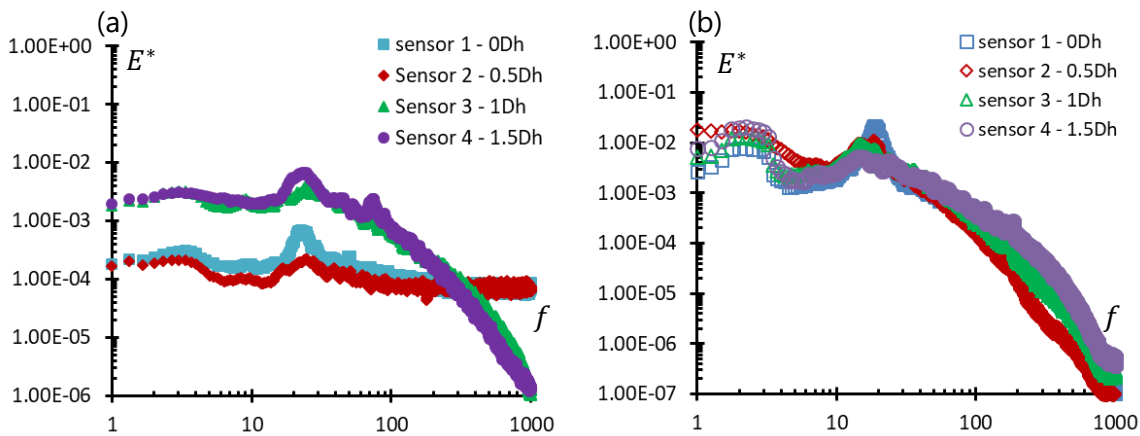 (a)
1.00E+00
1.00E-01
1.00E-02
1.00E-03
1.00E-04
1.00E-05
1.00E-06
E*
sensor 1 - 0Dh
Sensor 2 - 0.5Dh
Sensor 3 - 1Dh
Sensor 4 - 1.5Dh
f
1 10 100 1000
(b)
1.00E+00
1.00E-01
1.00E-02
1.00E-03
1.00E-04
1.00E-05
1.00E-06
1.00E-07
E*
sensor 1 - 0Dh
sensor 2 - 0.5Dh
sensor 3 - 1Dh
sensor 4 - 1.5Dh
f
1 10 100 1000